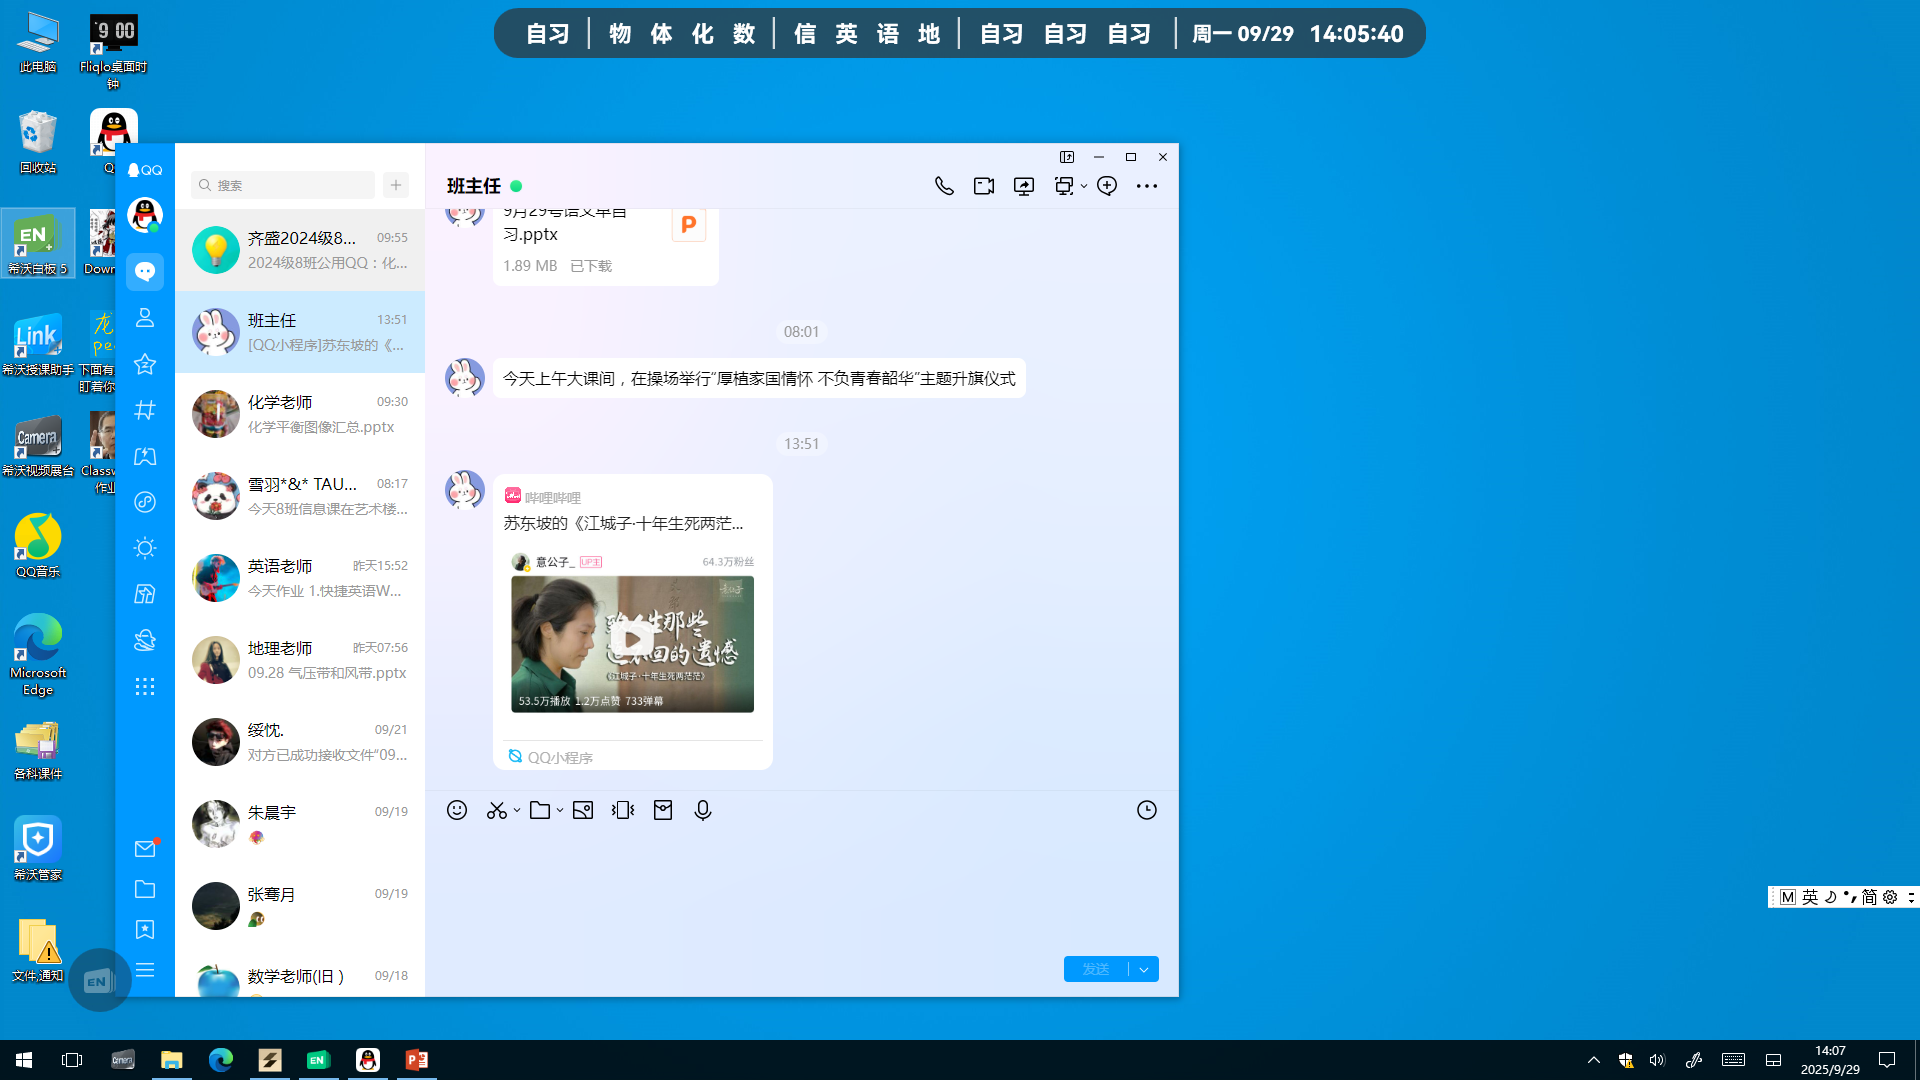 自习 物 体 化 数 信 英 语 地 自习 自习 自习 周一 09/29 14:05:40
此电脑
Fliqlo桌面时钟
9 00
回收站
希沃白板 5
EN
Down
Link
希沃授课助手
下面有
盯着你
Camera
希沃视频展台
Class
作业
QQ音乐
Microsoft
Edge
各科课件
希沃管家
文件,通知
EN
QQ
搜索
齐盛2024级8... 09:55
2024级8班公用QQ：化...
班主任 13:51
[QQ小程序]苏东坡的《...
化学老师 09:30
化学平衡图像汇总.pptx
雪羽*&* TAU... 08:17
今天8班信息课在艺术楼...
英语老师 昨天15:52
今天作业 1.快捷英语W...
地理老师 昨天07:56
09.28 气压带和风带.pptx
绥忱. 09/21
对方已成功接收文件“09...
朱晨宇 09/19
张骞月 09/19
数学老师(旧 ) 09/18
班主任
9月29号语文早自
习.pptx
1.89 MB 已下载
08:01
今天上午大课间，在操场举行“厚植家国情怀 不负青春韶华”主题升旗仪式
13:51
哔哩哔哩
苏东坡的《江城子·十年生死两茫...
意公子_ UP主 64.3万粉丝
《江城子·十年生死两茫茫》
53.5万播放 1.2万点赞 733弹幕
QQ小程序
发送
M 英 简
14:07
2025/9/29